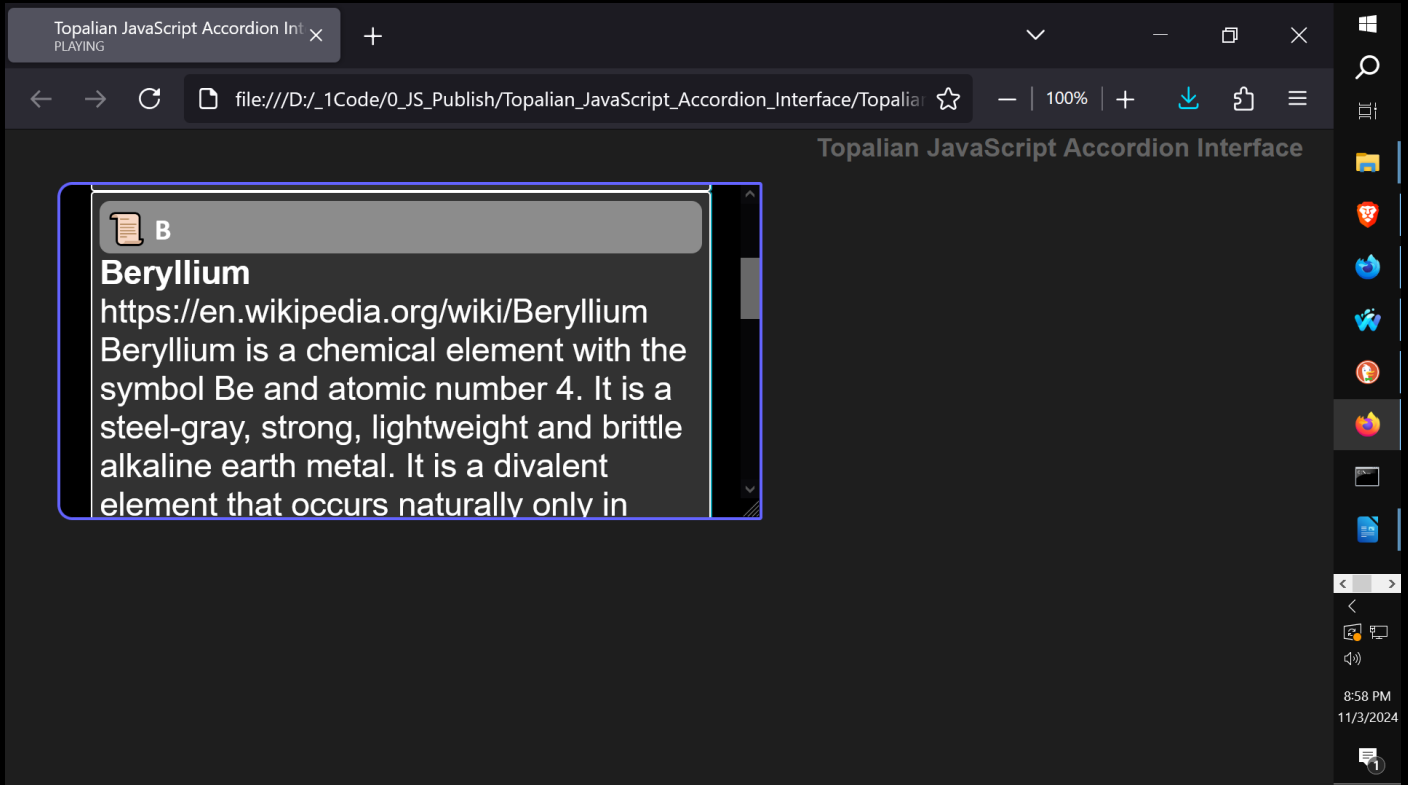 Topalian JavaScript Accordion Int
PLAYING
file:///D:/_1Code/0_JS_Publish/Topalian_JavaScript_Accordion_Interface/Topalian
100%
Topalian JavaScript Accordion Interface
B
Beryllium
https://en.wikipedia.org/wiki/Beryllium
Beryllium is a chemical element with the
symbol Be and atomic number 4. It is a
steel-gray, strong, lightweight and brittle
alkaline earth metal. It is a divalent
element that occurs naturally only in
8:58 PM
11/3/2024
1